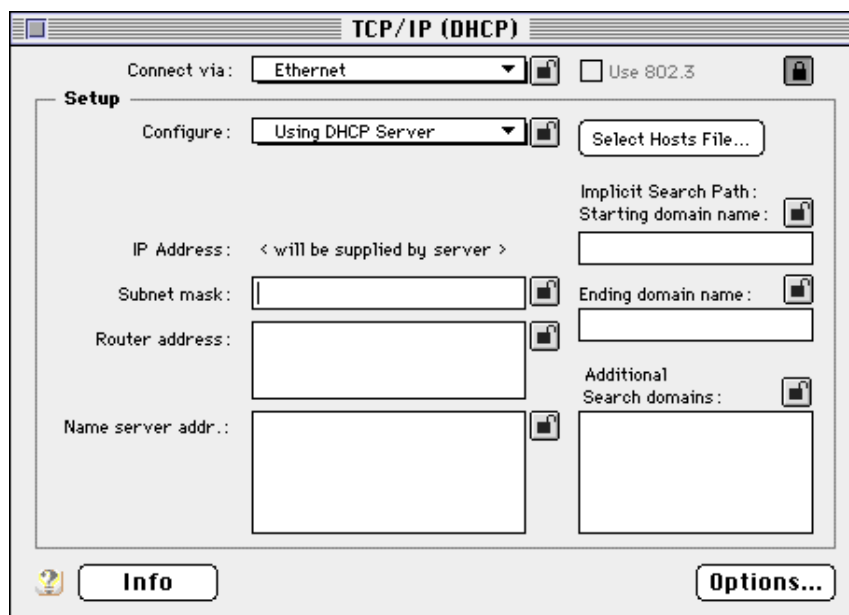 TCP/IP (DHCP)
Connect via: Ethernet Use 802.3
Setup
Configure: Using DHCP Server Select Hosts File...
Implicit Search Path:
Starting domain name:
IP Address: < will be supplied by server >
Subnet mask: Ending domain name:
Router address:
Additional
Search domains:
Name server addr.:
Info Options...